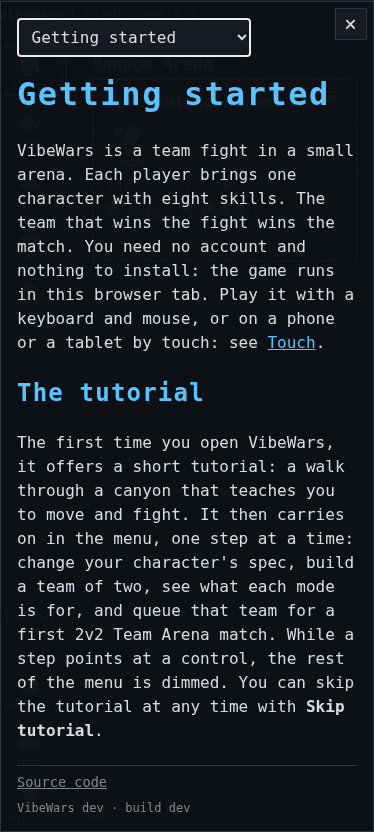 Getting started
×
Getting started
VibeWars is a team fight in a small
arena. Each player brings one
character with eight skills. The
team that wins the fight wins the
match. You need no account and
nothing to install: the game runs
in this browser tab. Play it with a
keyboard and mouse, or on a phone
or a tablet by touch: see Touch.
The tutorial
The first time you open VibeWars,
it offers a short tutorial: a walk
through a canyon that teaches you
to move and fight. It then carries
on in the menu, one step at a time:
change your character's spec, build
a team of two, see what each mode
is for, and queue that team for a
first 2v2 Team Arena match. While a
step points at a control, the rest
of the menu is dimmed. You can skip
the tutorial at any time with Skip
tutorial.
Source code
VibeWars dev · build dev